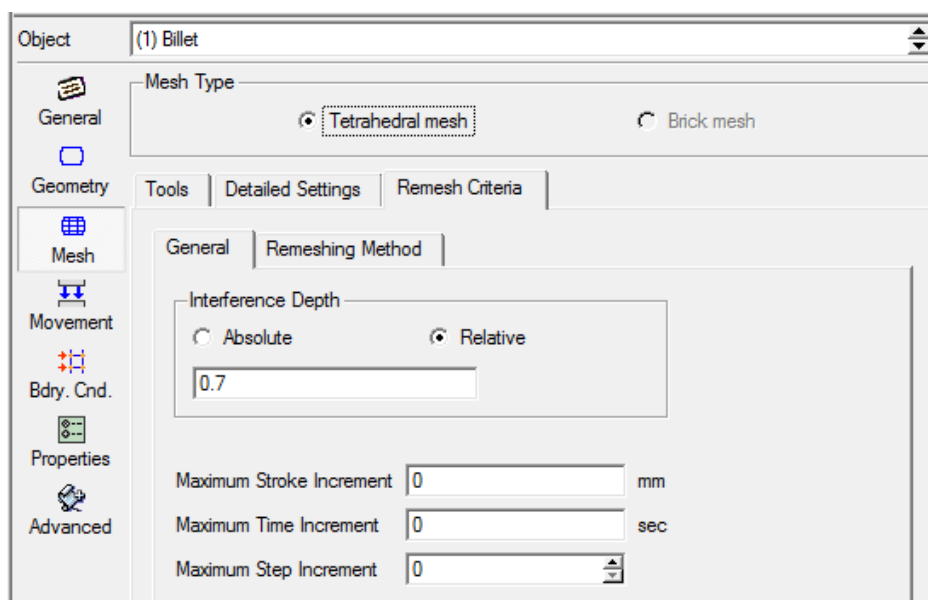 Object (1) Billet
Mesh Type
General
Tetrahedral mesh Brick mesh
Geometry
Tools Detailed Settings Remesh Criteria
Mesh
General Remeshing Method
Interference Depth
Movement
Absolute Relative
0.7
Bdry. Cnd.
Properties
Maximum Stroke Increment 0 mm
Advanced
Maximum Time Increment 0 sec
Maximum Step Increment 0